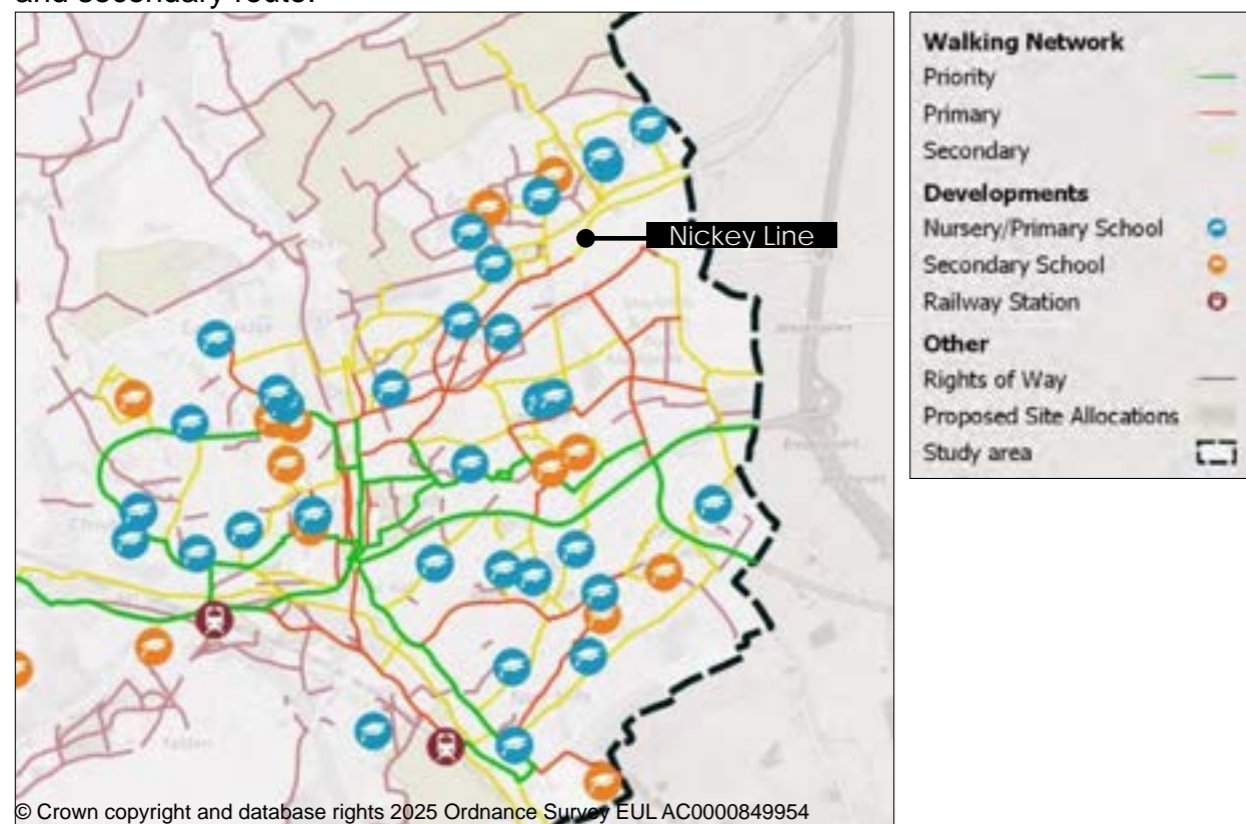 and secondary route.
Nickey Line
© Crown copyright and database rights 2025 Ordnance Survey EUL AC0000849954
Walking Network
Priority
Primary
Secondary
Developments
Nursery/Primary School
Secondary School
Railway Station
Other
Rights of Way
Proposed Site Allocations
Study area